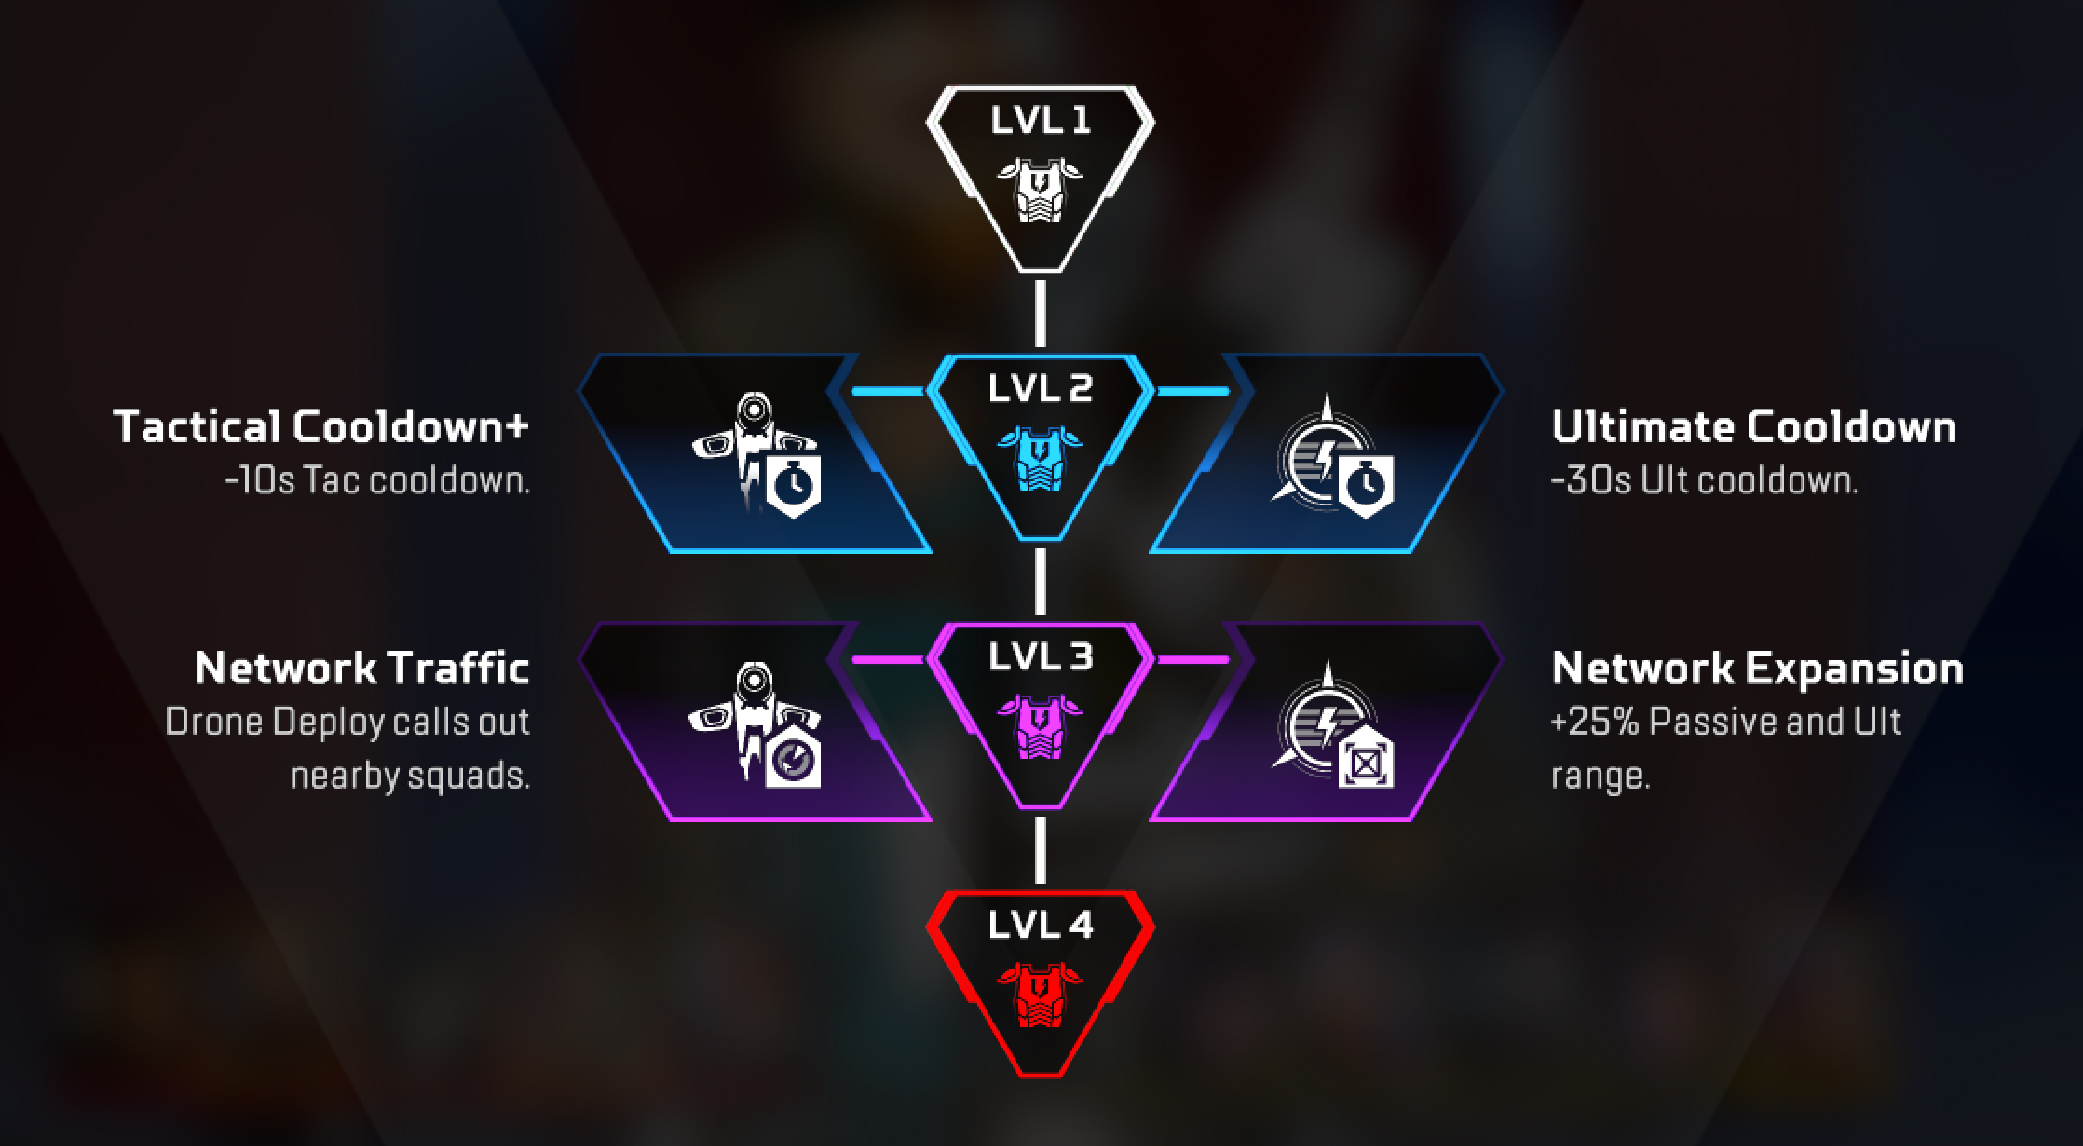 LVL 1
LVL 2
Tactical Cooldown+
-10s Tac cooldown.
Ultimate Cooldown
-30s Ult cooldown.
LVL 3
Network Traffic
Drone Deploy calls out
nearby squads.
Network Expansion
+25% Passive and Ult
range.
LVL 4